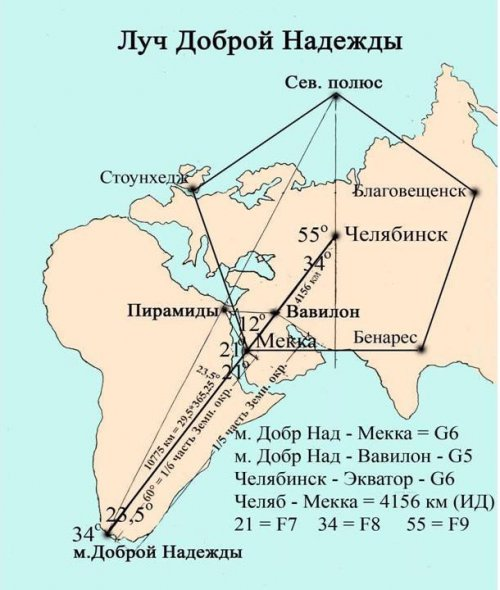 Луч Доброй Надежды
Сев. полюс
Стоунхедж
Благовещенск
55°
Челябинск
34°
4156 км
Пирамиды
Вавилон
12°
21°
Мекка
Бенарес
21°
23,5°
10775 км = 29,5*365,25
60° = 1/6 часть Земн. окр.
1/5 часть Земн. окр.
м. Добр Над - Мекка = G6
м. Добр Над - Вавилон - G5
Челябинск - Экватор - G6
Челяб - Мекка = 4156 км (ИД)
21 = F7 34 = F8 55 = F9
23,5°
34°
м.Доброй Надежды